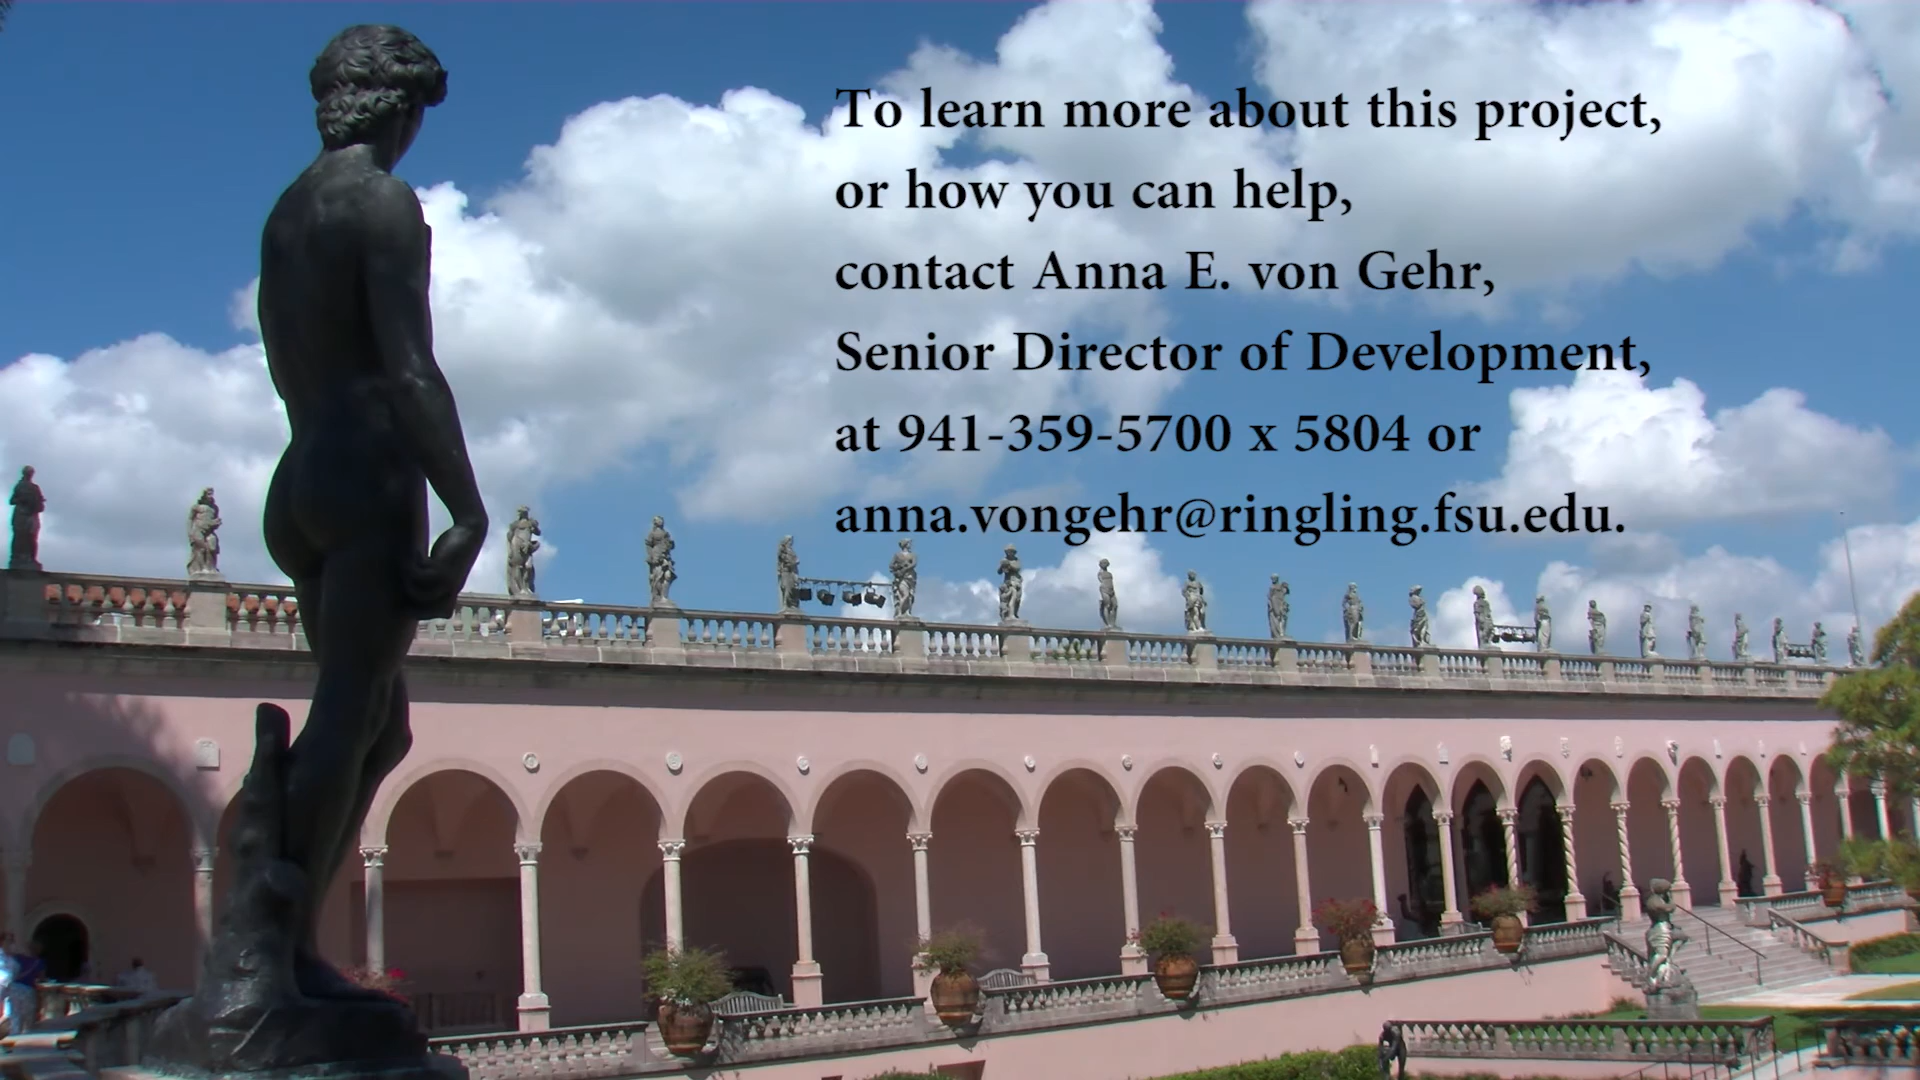 To learn more about this project,
or how you can help,
contact Anna E. von Gehr,
Senior Director of Development,
at 941-359-5700 x 5804 or
anna.vongehr@ringling.fsu.edu.